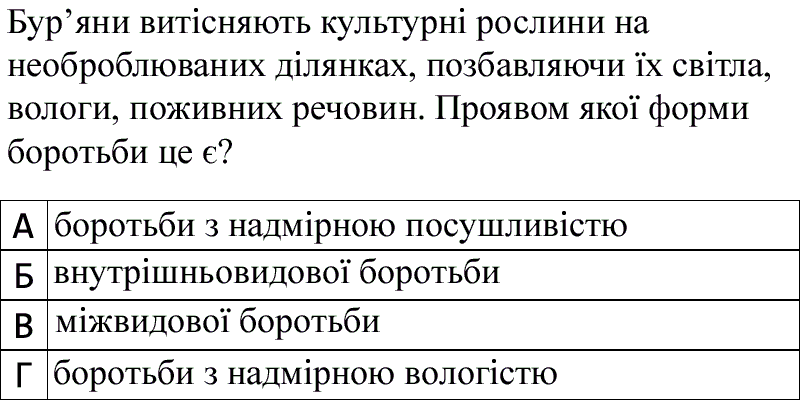 Бур’яни витісняють культурні рослини на
необроблюваних ділянках, позбавляючи їх світла,
вологи, поживних речовин. Проявом якої форми
боротьби це є?
А боротьби з надмірною посушливістю
Б внутрішньовидової боротьби
В міжвидової боротьби
Г боротьби з надмірною вологістю